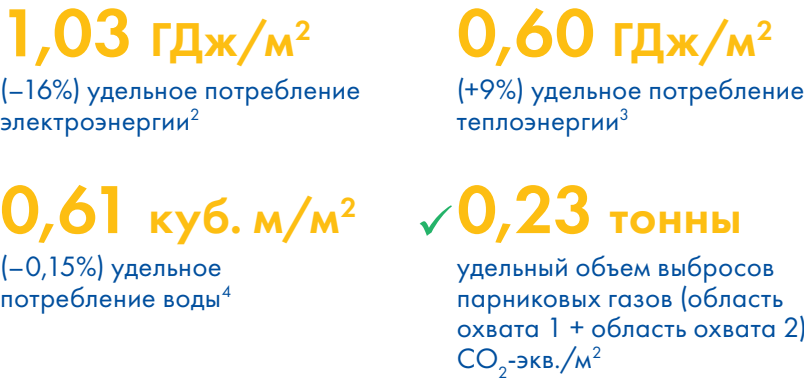 1,03 ГДж/м²
(–16%) удельное потребление
электроэнергии²
0,60 ГДж/м²
(+9%) удельное потребление
теплоэнергии³
0,61 куб. м/м²
(–0,15%) удельное
потребление воды⁴
0,23 тонны
удельный объем выбросов
парниковых газов (область
охвата 1 + область охвата 2)
CO₂-экв./м²